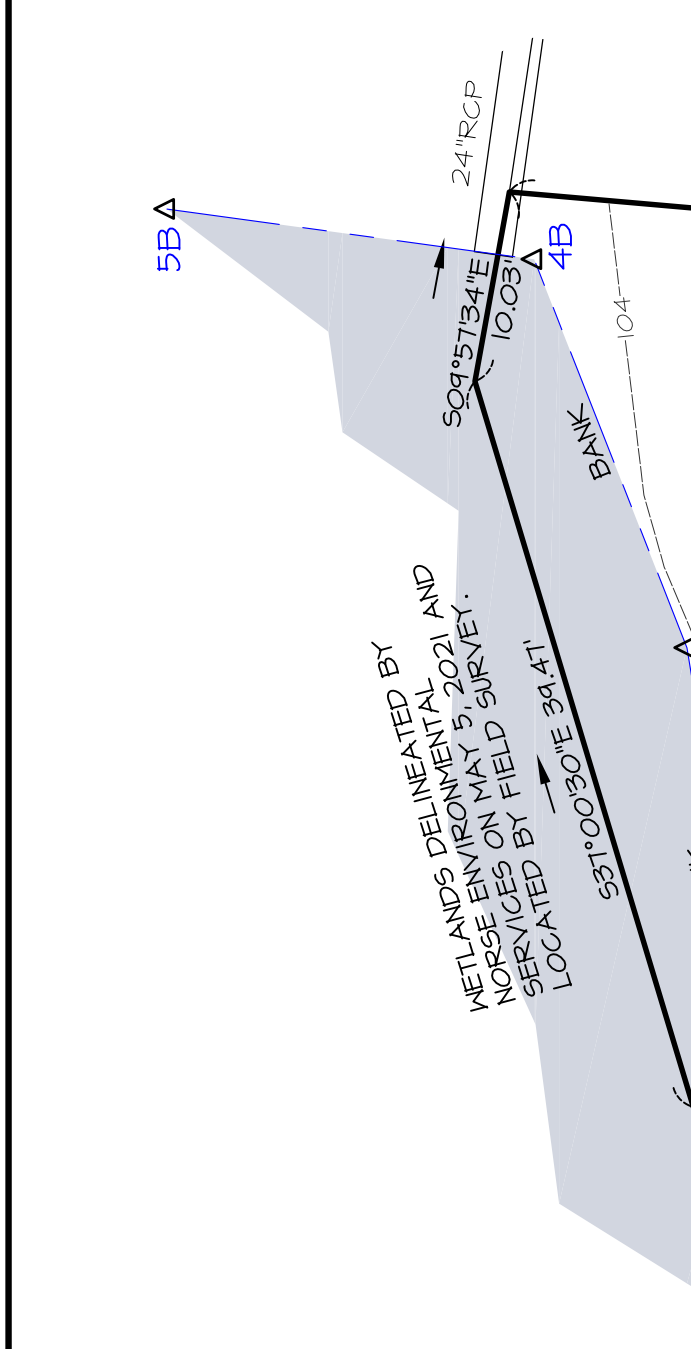 24"RCP
5B
4B
S09°57'34"E
10.03'
104
BANK
WETLANDS DELINEATED BY
NORSE ENVIRONMENTAL
SERVICES ON MAY 5, 2021 AND
LOCATED BY FIELD SURVEY.
S37°00'30"E 39.47'